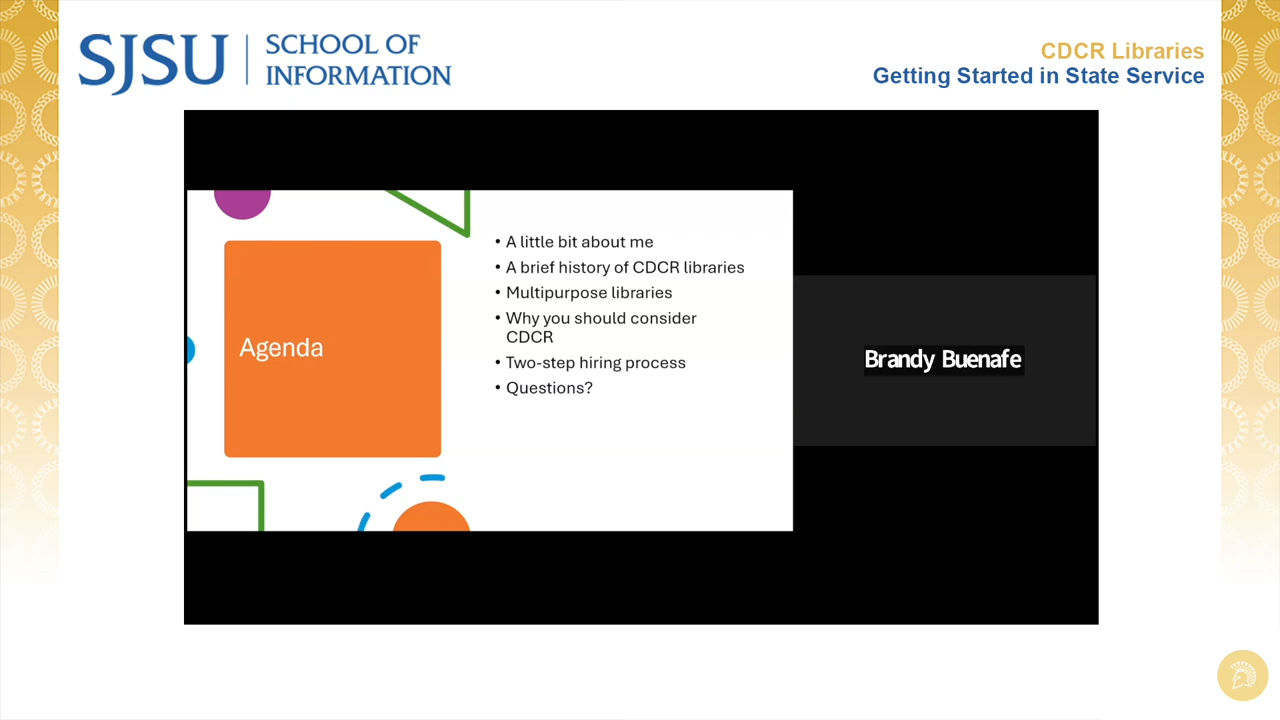 SJSU
SCHOOL OF
INFORMATION
CDCR Libraries
Getting Started in State Service
Agenda
• A little bit about me
• A brief history of CDCR libraries
• Multipurpose libraries
• Why you should consider
CDCR
• Two-step hiring process
• Questions?
Brandy Buenafe